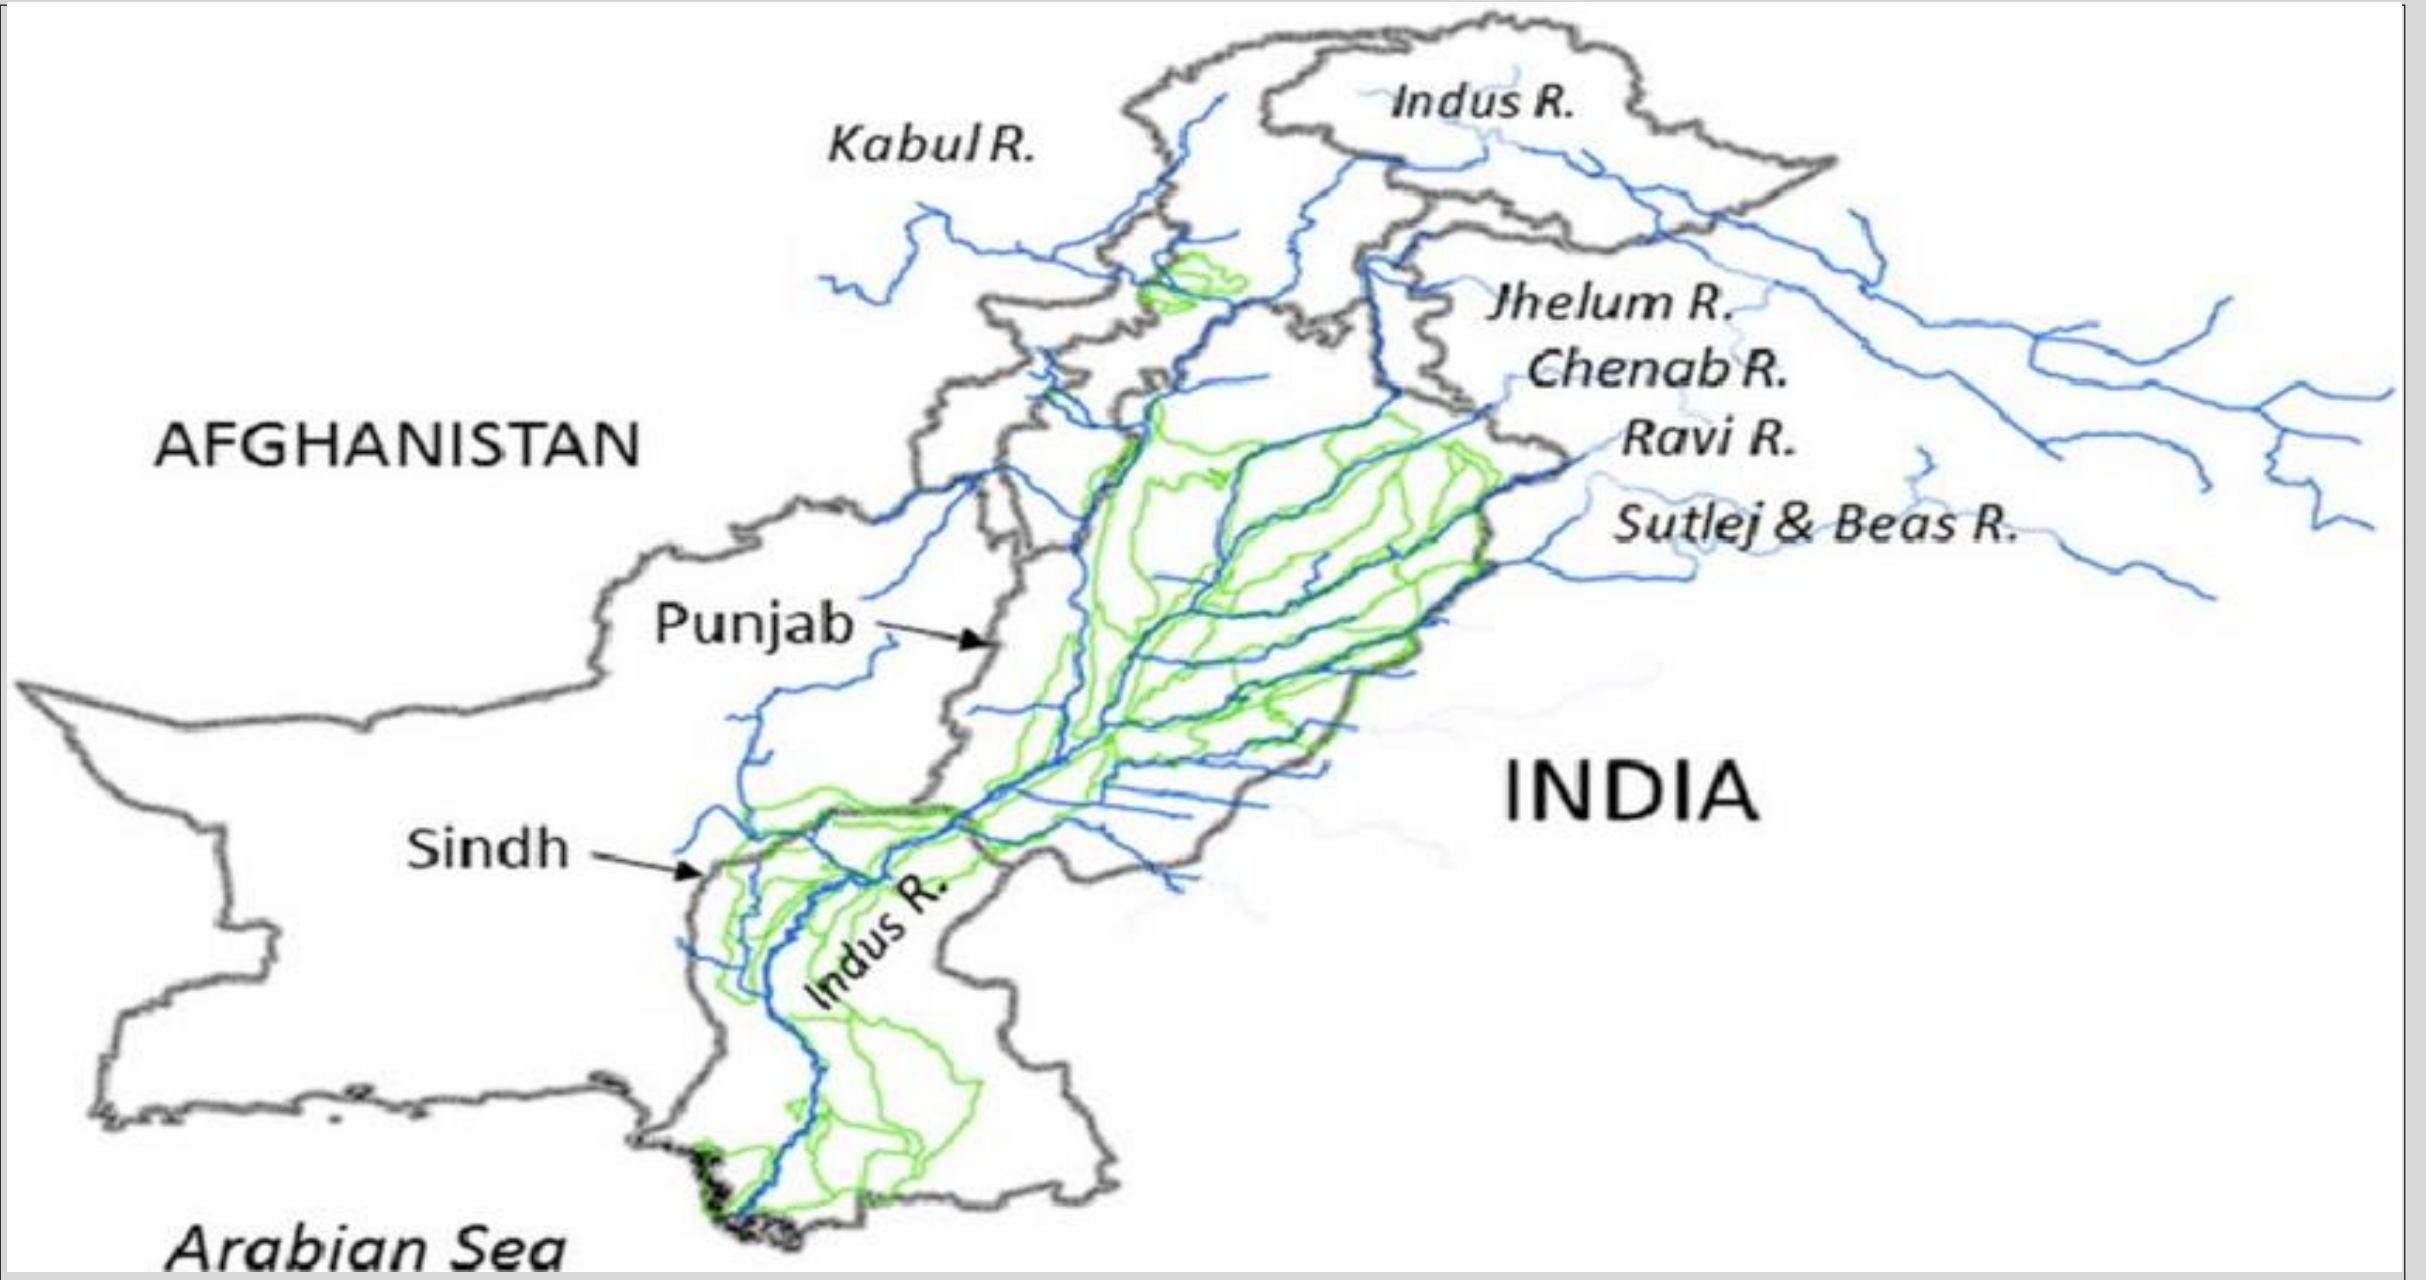 Indus R.
Kabul R.
Jhelum R.
Chenab R.
AFGHANISTAN
Ravi R.
Sutlej & Beas R.
Punjab
INDIA
Sindh
Indus R.
Arabian Sea